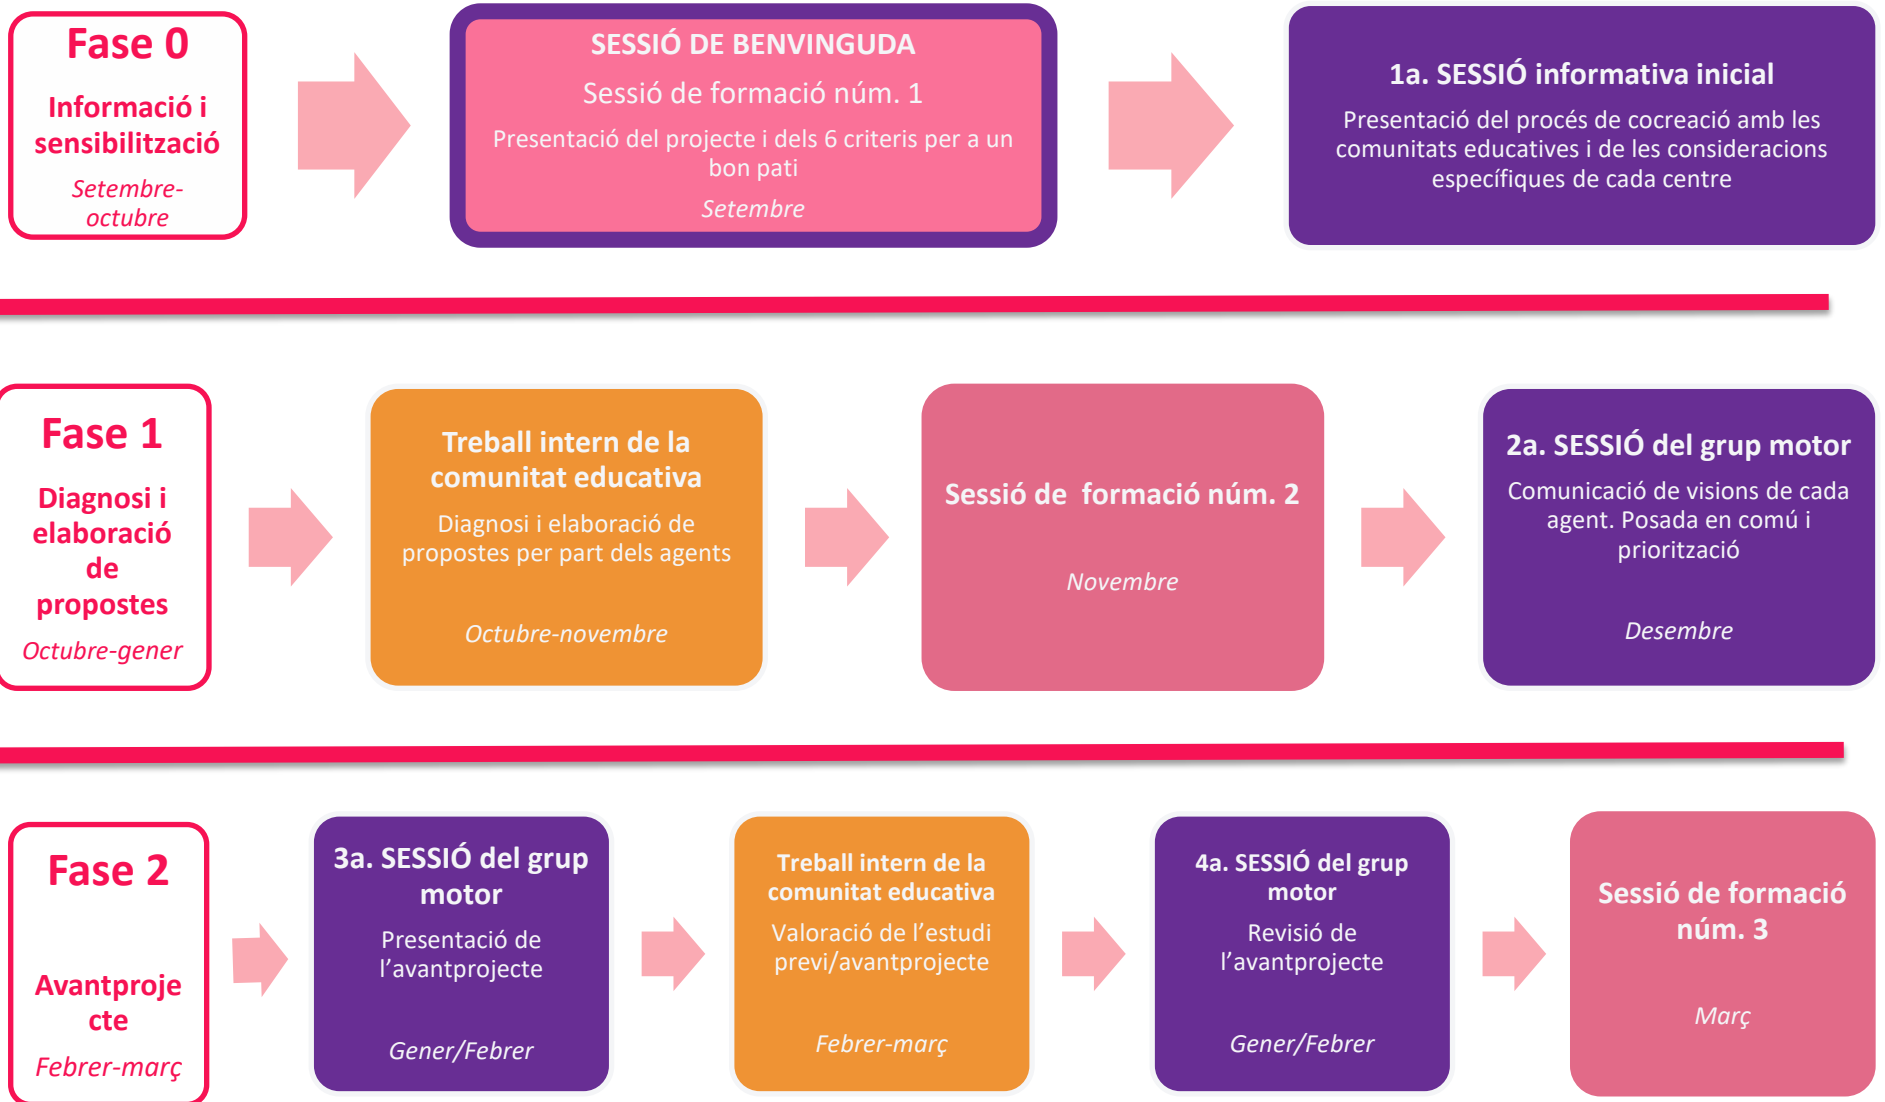 Fase 0
Informació i
sensibilització
Setembre-
octubre
SESSIÓ DE BENVINGUDA
Sessió de formació núm. 1
Presentació del projecte i dels 6 criteris per a un
bon pati
Setembre
1a. SESSIÓ informativa inicial
Presentació del procés de cocreació amb les
comunitats educatives i de les consideracions
específiques de cada centre
Fase 1
Diagnosi i
elaboració
de
propostes
Octubre-gener
Treball intern de la
comunitat educativa
Diagnosi i elaboració de
propostes per part dels agents
Octubre-novembre
Sessió de  formació núm. 2
Novembre
2a. SESSIÓ del grup motor
Comunicació de visions de cada
agent. Posada en comú i
priorització
Desembre
Fase 2
Avantproje
cte
Febrer-març
3a. SESSIÓ del grup
motor
Presentació de
l’avantprojecte
Gener/Febrer
Treball intern de la
comunitat educativa
Valoració de l’estudi
previ/avantprojecte
Febrer-març
4a. SESSIÓ del grup
motor
Revisió de
l’avantprojecte
Gener/Febrer
Sessió de formació
núm. 3
Març